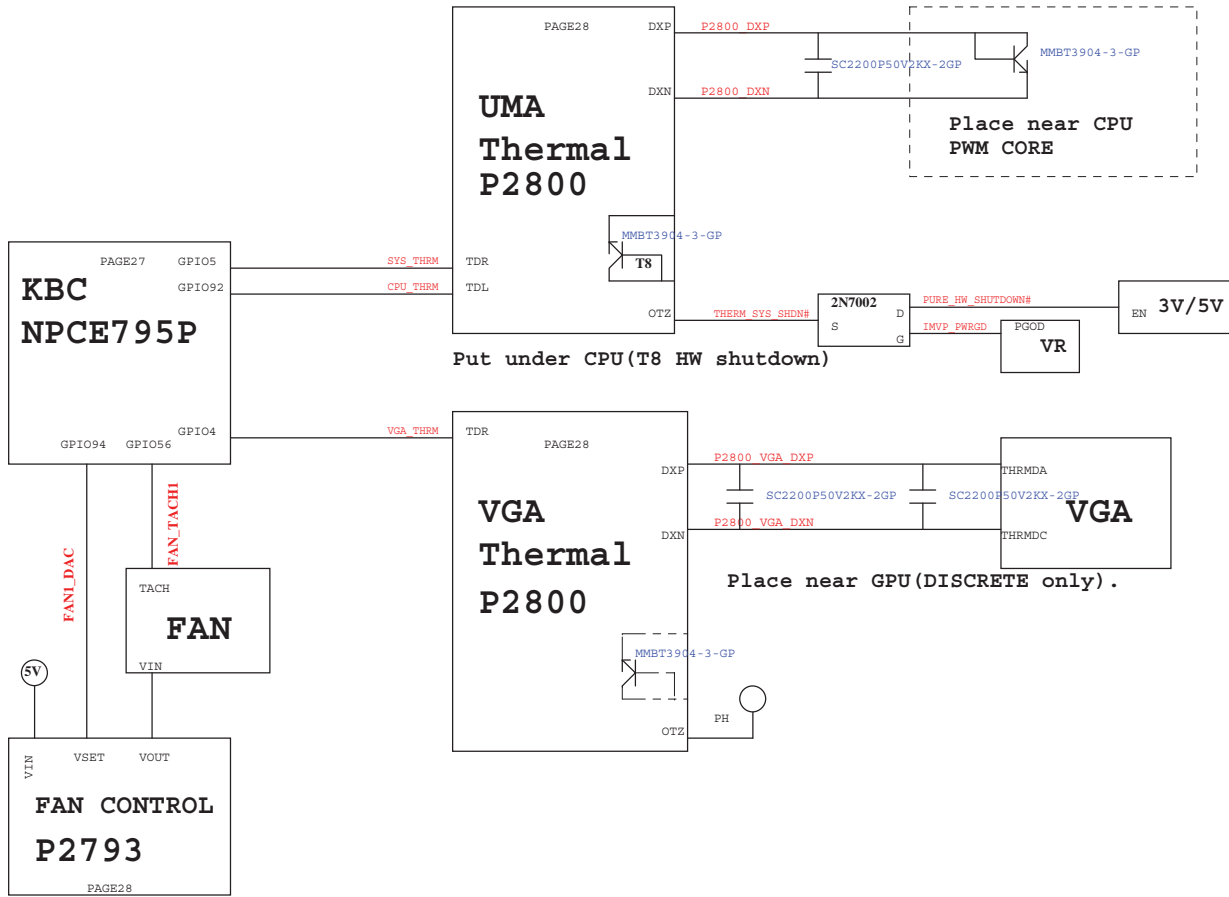 PAGE28
DXP
P2800_DXP
MMBT3904-3-GP
SC2200P50V2KX-2GP
DXN
P2800_DXN
UMA
Thermal
P2800
Place near CPU
PWM CORE
MMBT3904-3-GP
T8
PAGE27
GPIO5
SYS_THRM
TDR
KBC
NPCE795P
GPIO92
CPU_THRM
TDL
OTZ
THERM_SYS_SHDN#
2N7002
S
D
G
PURE_HW_SHUTDOWN#
IMVP_PWRGD
PGOD
VR
EN
3V/5V
Put under CPU(T8 HW shutdown)
GPIO4
VGA_THRM
TDR
GPIO94
GPIO56
PAGE28
DXP
P2800_VGA_DXP
THRMDA
SC2200P50V2KX-2GP
SC2200P50V2KX-2GP
VGA
DXN
P2800_VGA_DXN
THRMDC
VGA
Thermal
P2800
Place near GPU(DISCRETE only).
FAN1_DAC
FAN_TACH1
TACH
FAN
VIN
MMBT3904-3-GP
OTZ
PH
5V
VIN
VSET
VOUT
FAN CONTROL
P2793
PAGE28